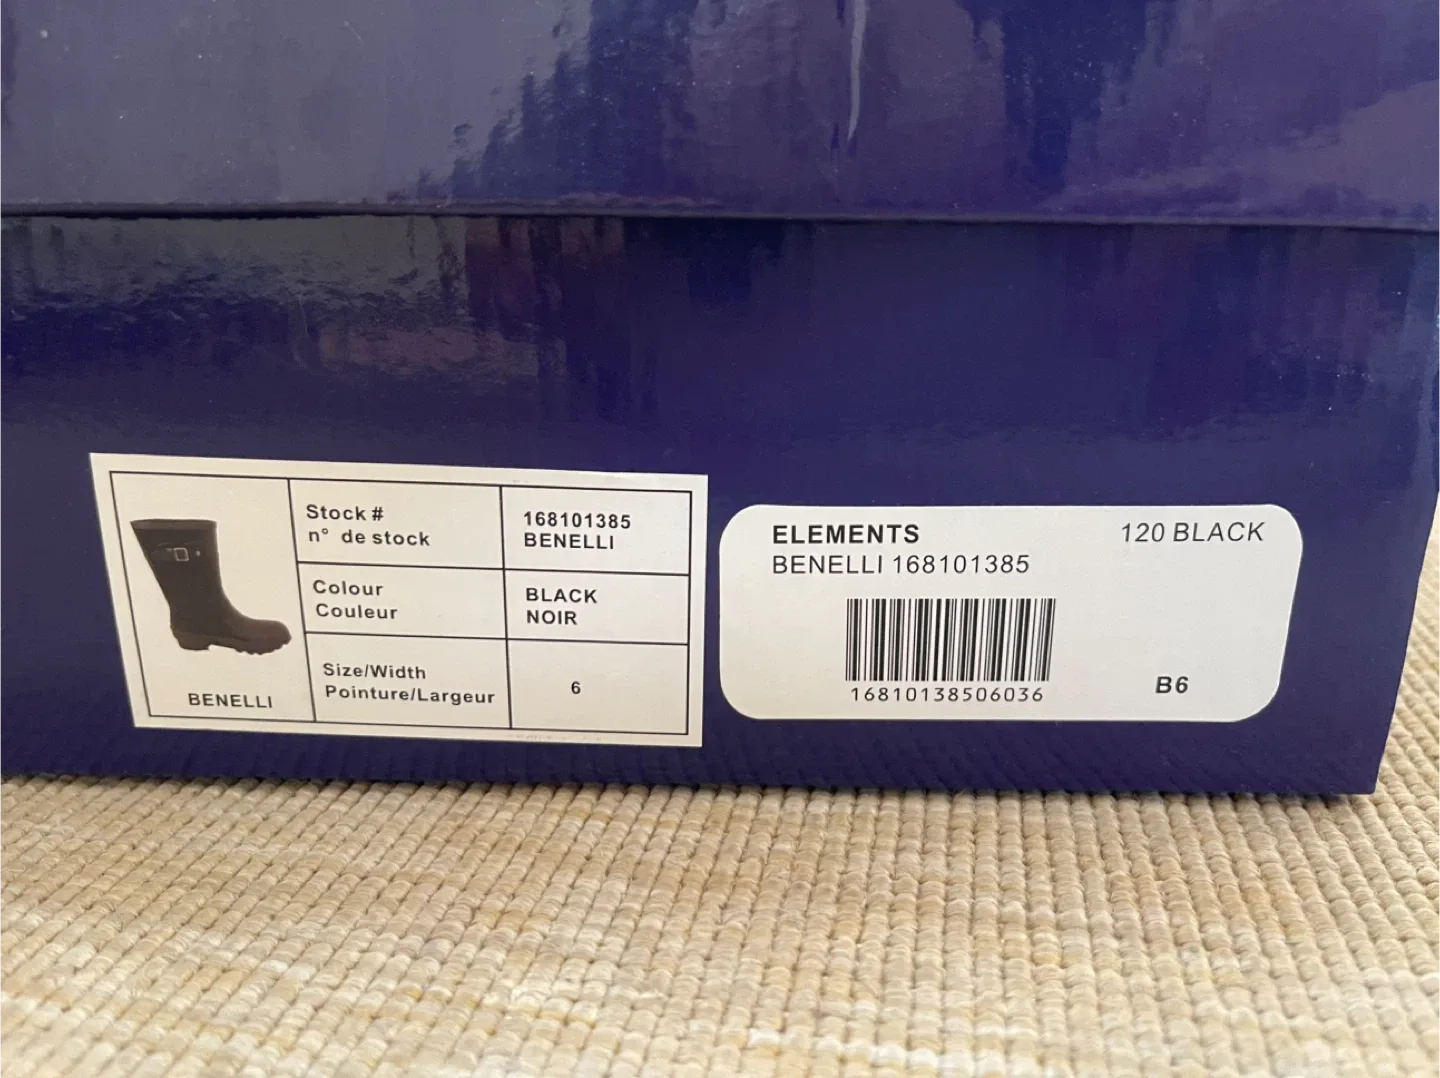 Stock #
n° de stock
168101385
BENELLI
Colour
Couleur
BLACK
NOIR
Size/Width
Pointure/Largeur
6
BENELLI
ELEMENTS
120 BLACK
BENELLI 168101385
16810138506036
B6